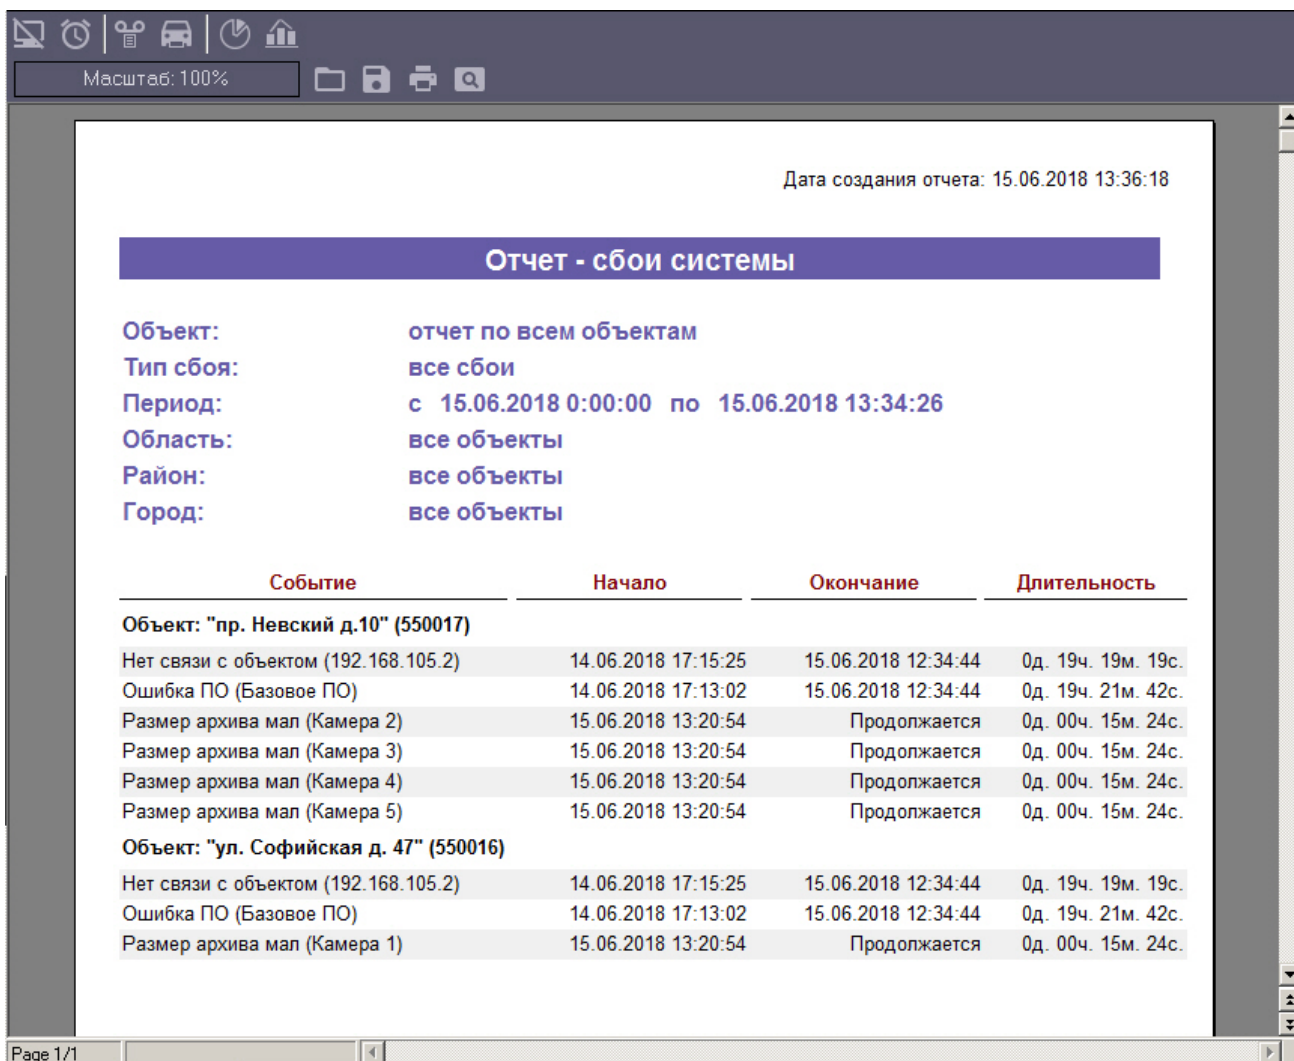 Масштаб: 100%
Дата создания отчета: 15.06.2018 13:36:18
Отчет - сбои системы
Объект: отчет по всем объектам
Тип сбоя: все сбои
Период: с 15.06.2018 0:00:00 по 15.06.2018 13:34:26
Область: все объекты
Район: все объекты
Город: все объекты
Событие Начало Окончание Длительность
Объект: "пр. Невский д.10" (550017)
Нет связи с объектом (192.168.105.2) 14.06.2018 17:15:25 15.06.2018 12:34:44 0д. 19ч. 19м. 19с.
Ошибка ПО (Базовое ПО) 14.06.2018 17:13:02 15.06.2018 12:34:44 0д. 19ч. 21м. 42с.
Размер архива мал (Камера 2) 15.06.2018 13:20:54 Продолжается 0д. 00ч. 15м. 24с.
Размер архива мал (Камера 3) 15.06.2018 13:20:54 Продолжается 0д. 00ч. 15м. 24с.
Размер архива мал (Камера 4) 15.06.2018 13:20:54 Продолжается 0д. 00ч. 15м. 24с.
Размер архива мал (Камера 5) 15.06.2018 13:20:54 Продолжается 0д. 00ч. 15м. 24с.
Объект: "ул. Софийская д. 47" (550016)
Нет связи с объектом (192.168.105.2) 14.06.2018 17:15:25 15.06.2018 12:34:44 0д. 19ч. 19м. 19с.
Ошибка ПО (Базовое ПО) 14.06.2018 17:13:02 15.06.2018 12:34:44 0д. 19ч. 21м. 42с.
Размер архива мал (Камера 1) 15.06.2018 13:20:54 Продолжается 0д. 00ч. 15м. 24с.
Page 1/1